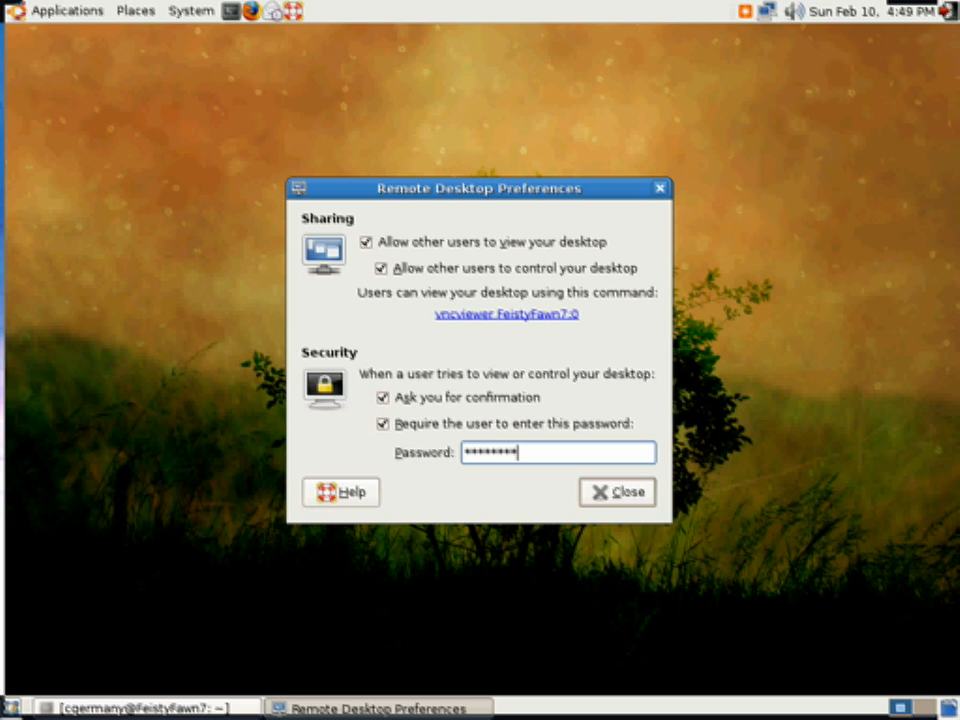 Applications Places System Sun Feb 10, 4:49 PM
Remote Desktop Preferences
Sharing
Allow other users to view your desktop
Allow other users to control your desktop
Users can view your desktop using this command:
vncviewer FeistyFawn7:0
Security
When a user tries to view or control your desktop:
Ask you for confirmation
Require the user to enter this password:
Password: ********
Help Close
[cgermany@FeistyFawn7: ~] Remote Desktop Preferences